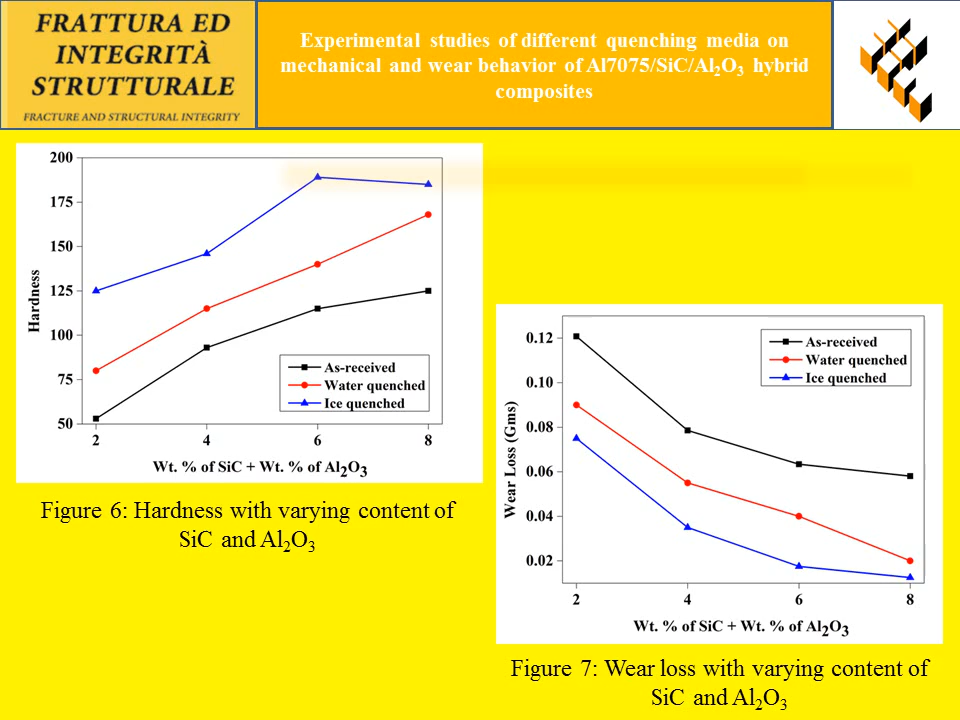 FRATTURA ED
INTEGRITÀ
STRUTTURALE
FRACTURE AND STRUCTURAL INTEGRITY
Experimental studies of different quenching media on
mechanical and wear behavior of Al7075/SiC/Al₂O₃ hybrid
composites
200
175
150
125
100
75
50
Hardness
As-received
Water quenched
Ice quenched
2 4 6 8
Wt. % of SiC + Wt. % of Al₂O₃
Figure 6: Hardness with varying content of
SiC and Al₂O₃
0.12
0.10
0.08
0.06
0.04
0.02
Wear Loss (Gms)
As-received
Water quenched
Ice quenched
2 4 6 8
Wt. % of SiC + Wt. % of Al₂O₃
Figure 7: Wear loss with varying content of
SiC and Al₂O₃